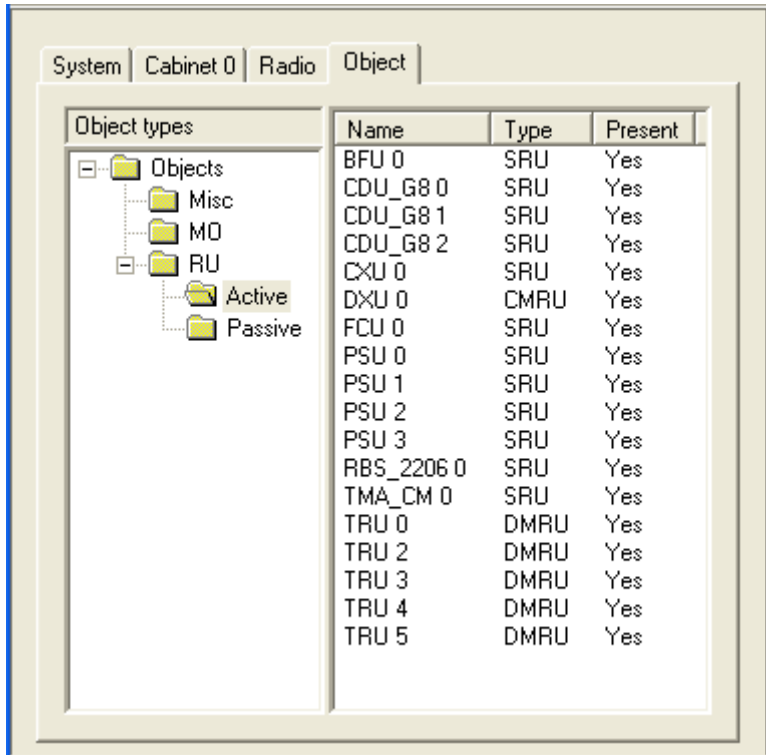 System Cabinet 0 Radio Object
Object types
Objects
Misc
MO
RU
Active
Passive
Name Type Present
BFU 0 SRU Yes
CDU_G8 0 SRU Yes
CDU_G8 1 SRU Yes
CDU_G8 2 SRU Yes
CXU 0 SRU Yes
DXU 0 CMRU Yes
FCU 0 SRU Yes
PSU 0 SRU Yes
PSU 1 SRU Yes
PSU 2 SRU Yes
PSU 3 SRU Yes
RBS_2206 0 SRU Yes
TMA_CM 0 SRU Yes
TRU 0 DMRU Yes
TRU 2 DMRU Yes
TRU 3 DMRU Yes
TRU 4 DMRU Yes
TRU 5 DMRU Yes